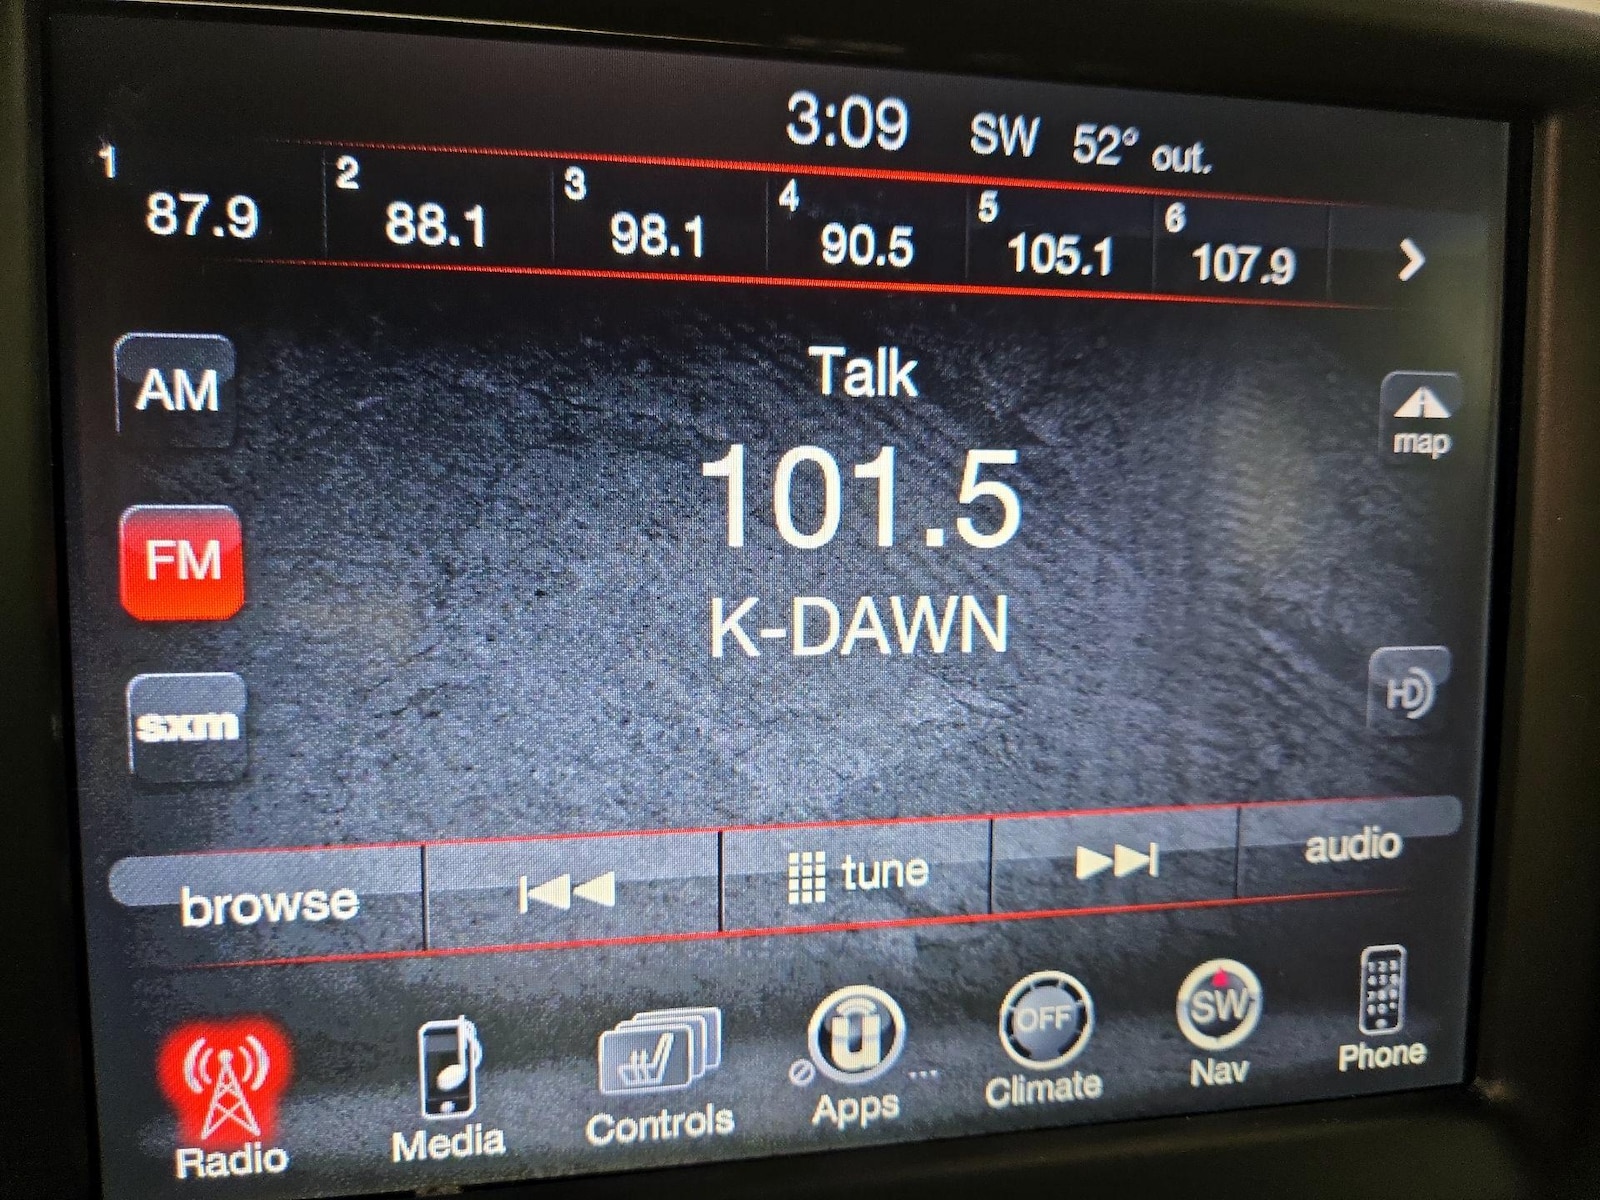 3:09 SW 52° out.
1 2 3 4 5 6
87.9 88.1 98.1 90.5 105.1 107.9
Talk
AM
map
101.5
FM
K-DAWN
HD
sxm
browse tune audio
OFF SW
Radio Media Controls Apps Climate Nav Phone